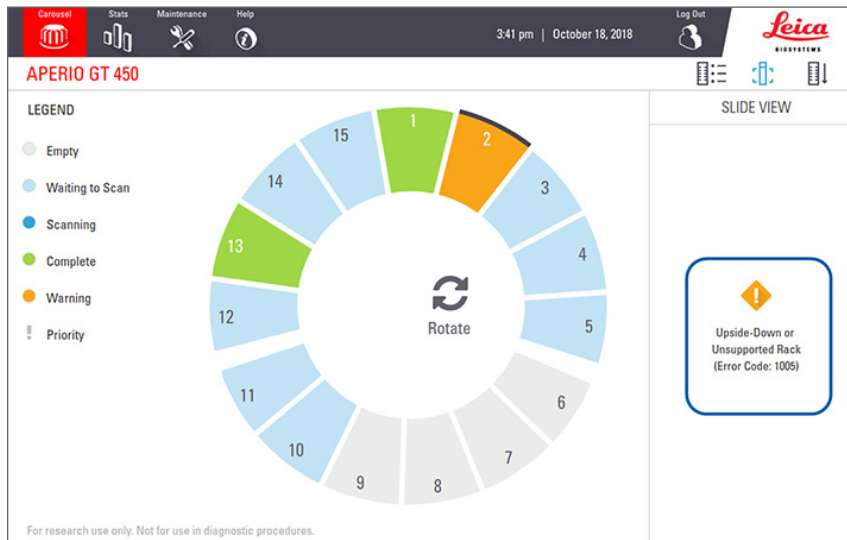 Carousel
Stats
Maintenance
Help
3:41 pm | October 18, 2018
Log Out
Leica
BIOSYSTEMS
APERIO GT 450
LEGEND
Empty
Waiting to Scan
Scanning
Complete
Warning
Priority
1
2
3
4
5
6
7
8
9
10
11
12
13
14
15
Rotate
SLIDE VIEW
!
Upside-Down or
Unsupported Rack
(Error Code: 1005)
For research use only. Not for use in diagnostic procedures.